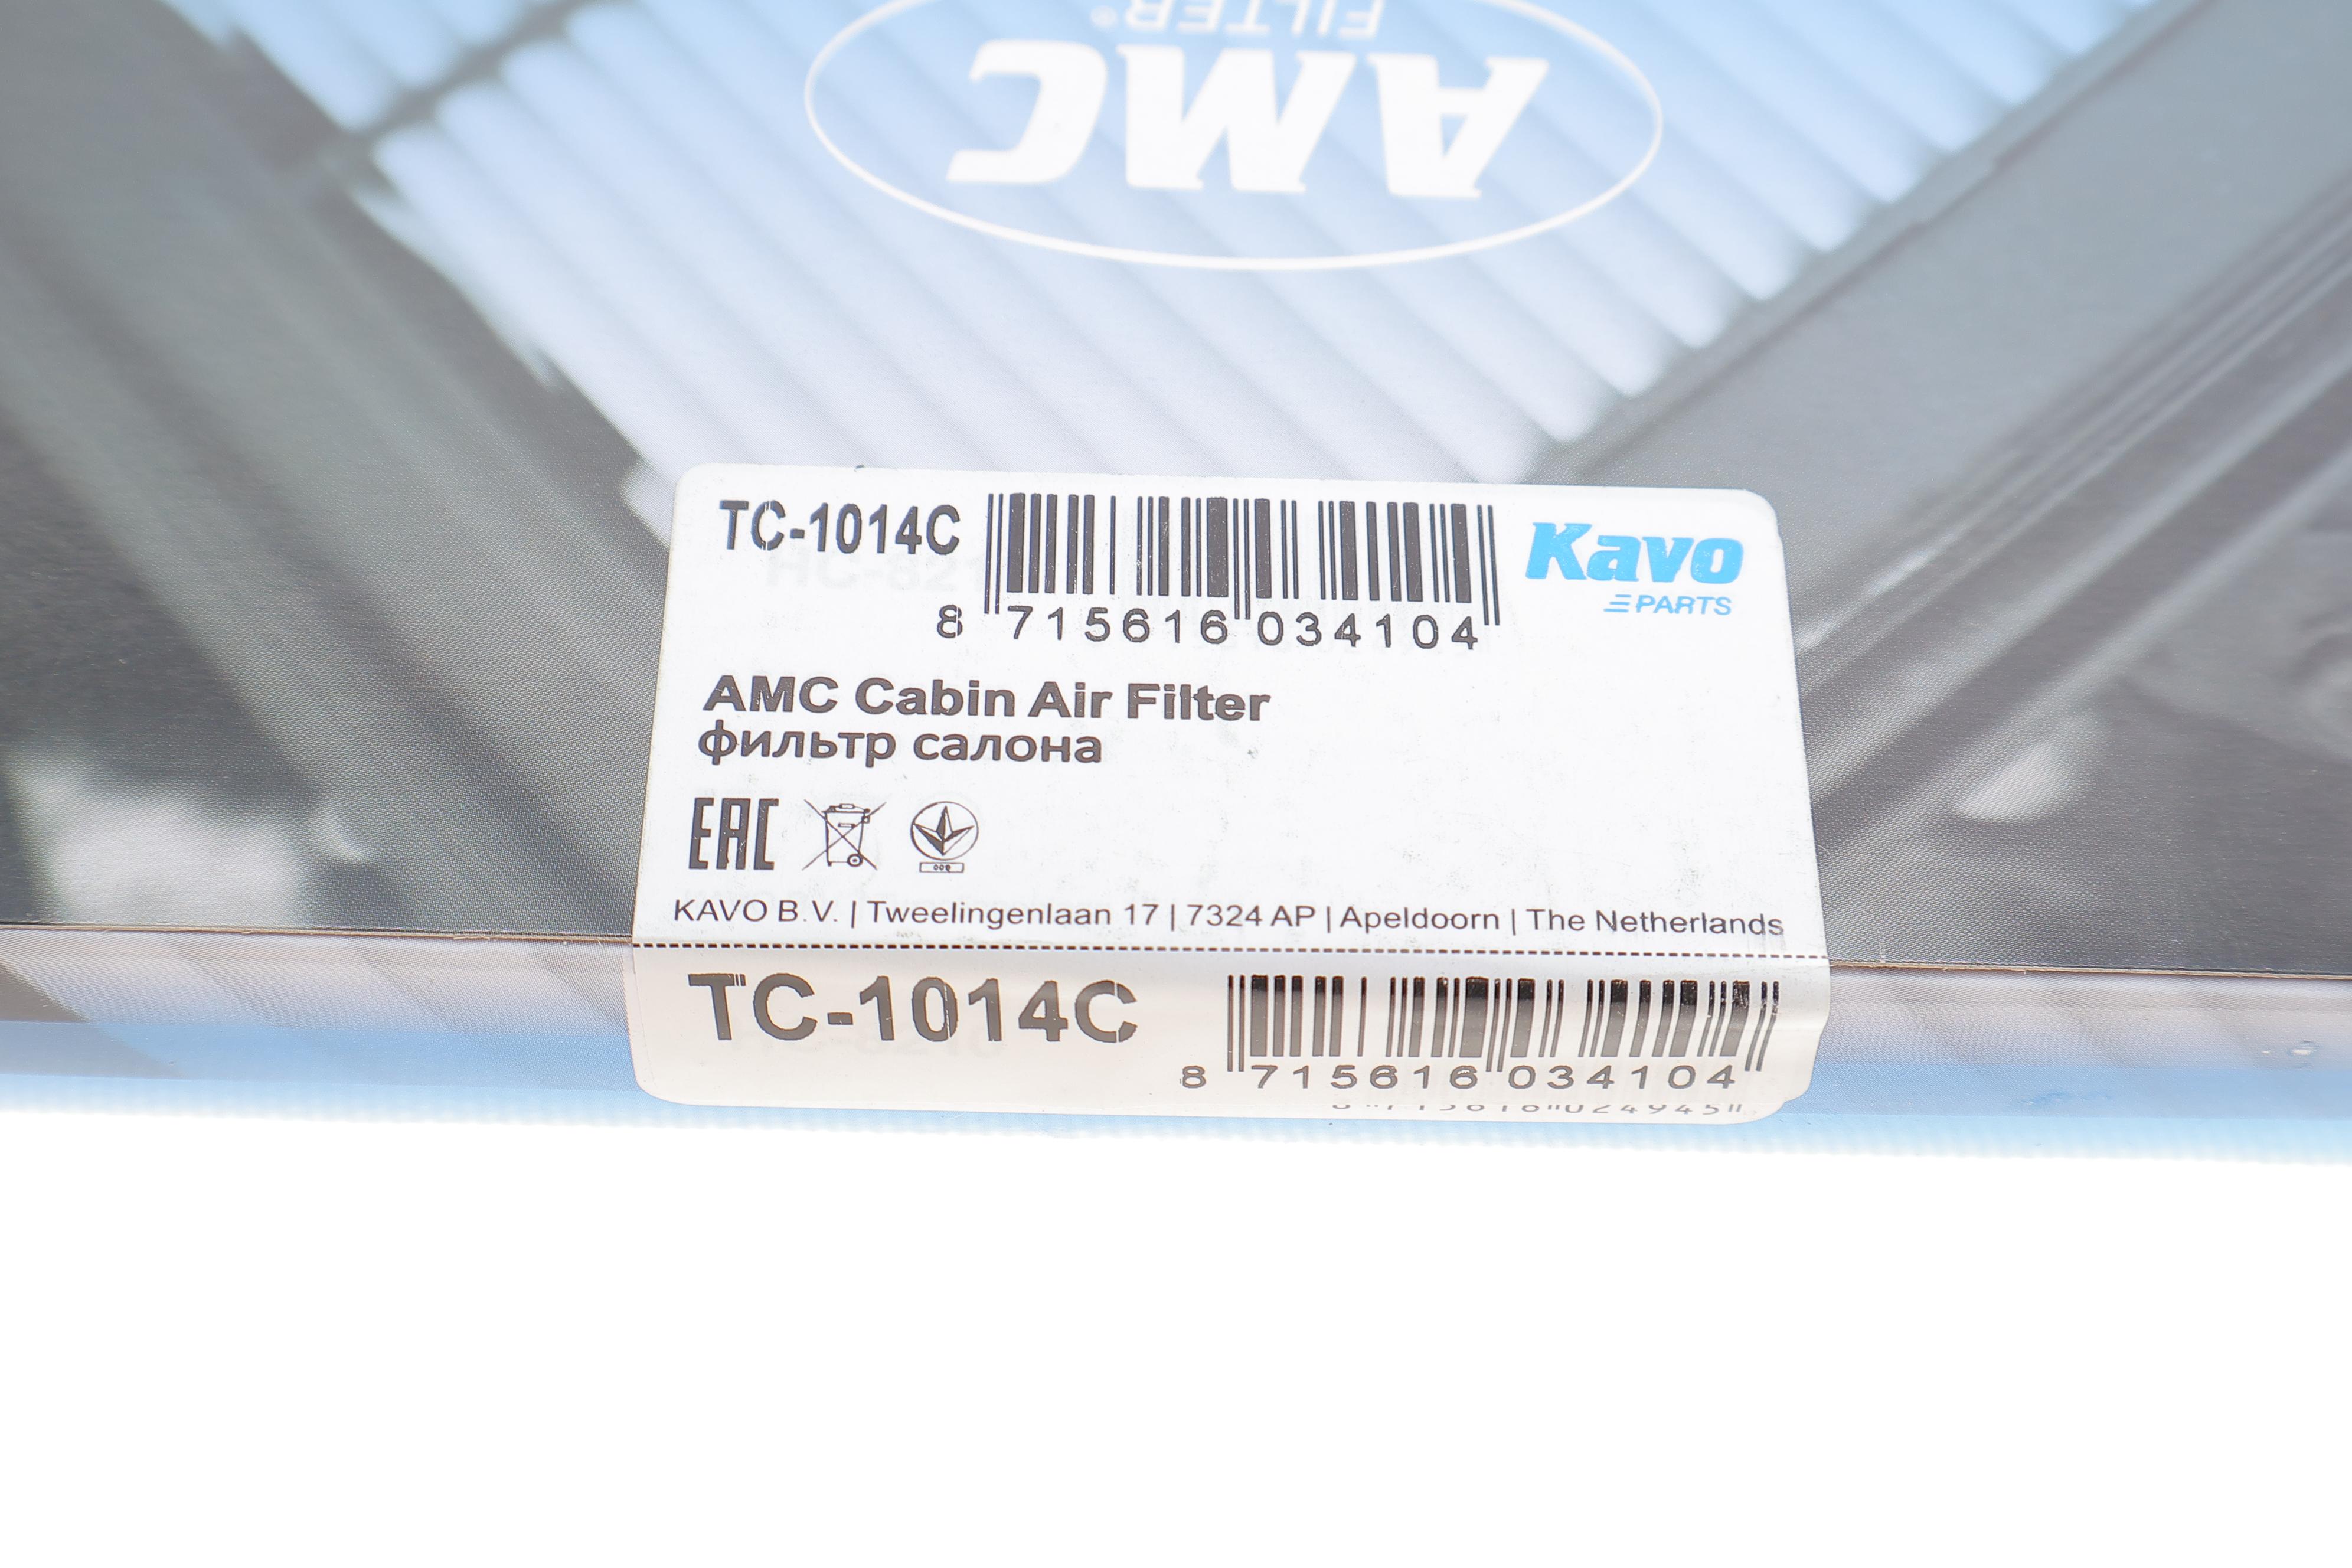 AMC
FILTER®
TC-1014C
8 715616 034104
Kavo
PARTS
AMC Cabin Air Filter
фильтр салона
EAC
KAVO B.V. | Tweelingenlaan 17 | 7324 AP | Apeldoorn | The Netherlands
TC-1014C
8 715616 034104